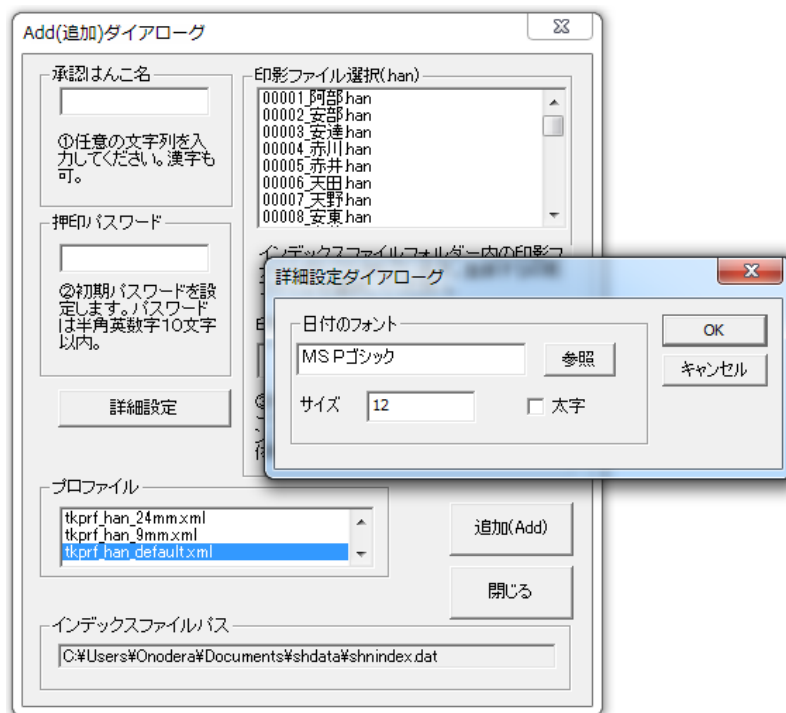 Add(追加)ダイアローグ
承認はんこ名
①任意の文字列を入
力してください。漢字も
可。
押印パスワード
②初期パスワードを設
定します。パスワード
は半角英数字10文字
以内。
詳細設定
印影ファイル選択(han)
00001_阿部.han
00002_安部.han
00003_安達.han
00004_赤川.han
00005_赤井.han
00006_天田.han
00007_天野.han
00008_安東.han
インデックスファイルフォルダー内の印影フ
詳細設定ダイアローグ
日付のフォント
MS Pゴシック
参照
サイズ
12
太字
OK
キャンセル
プロファイル
tkprf_han_24mm.xml
tkprf_han_9mm.xml
tkprf_han_default.xml
追加(Add)
閉じる
インデックスファイルパス
C:¥Users¥Onodera¥Documents¥shdata¥shnindex.dat